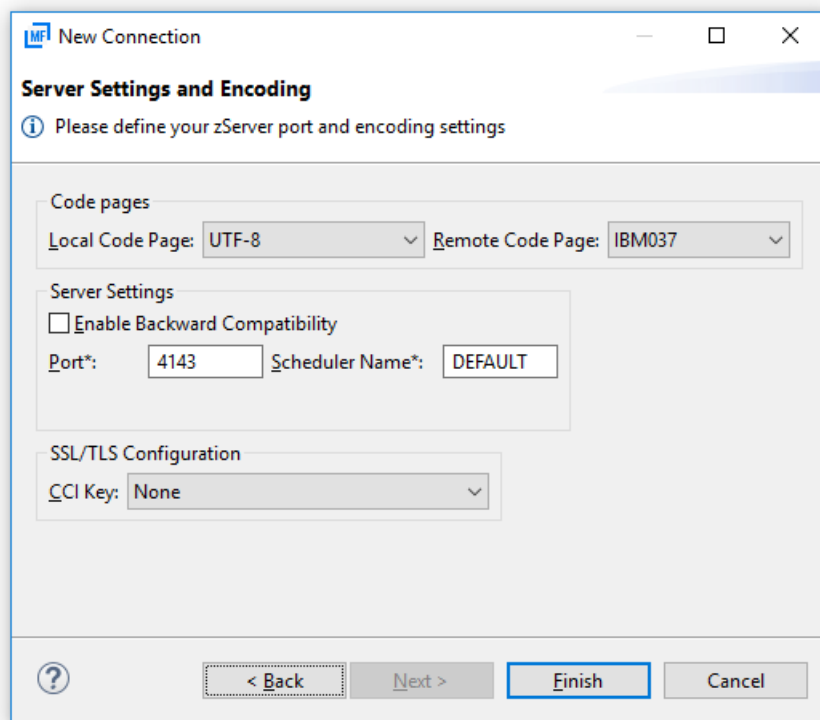 MF New Connection
Server Settings and Encoding
Please define your zServer port and encoding settings
Code pages
Local Code Page: UTF-8 Remote Code Page: IBM037
Server Settings
Enable Backward Compatibility
Port*: 4143 Scheduler Name*: DEFAULT
SSL/TLS Configuration
CCI Key: None
? < Back Next > Finish Cancel